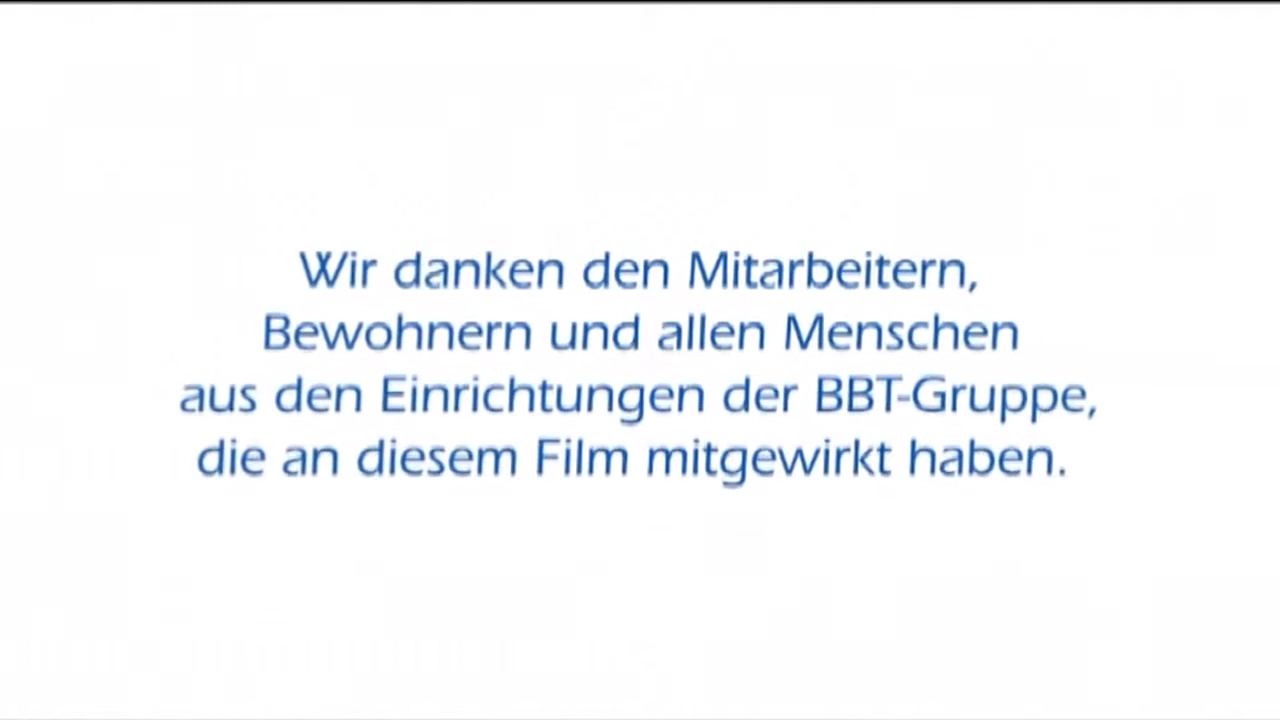 Wir danken den Mitarbeitern,
Bewohnern und allen Menschen
aus den Einrichtungen der BBT-Gruppe,
die an diesem Film mitgewirkt haben.